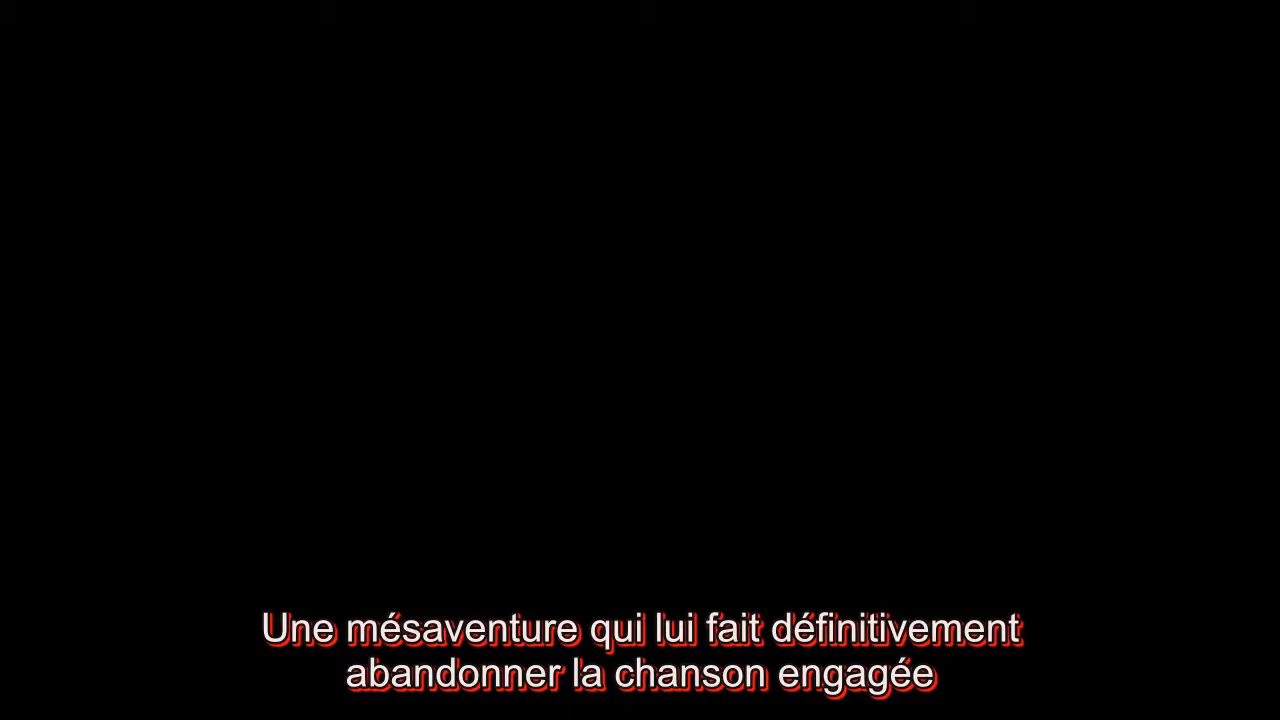 Une mésaventure qui lui fait définitivement
abandonner la chanson engagée